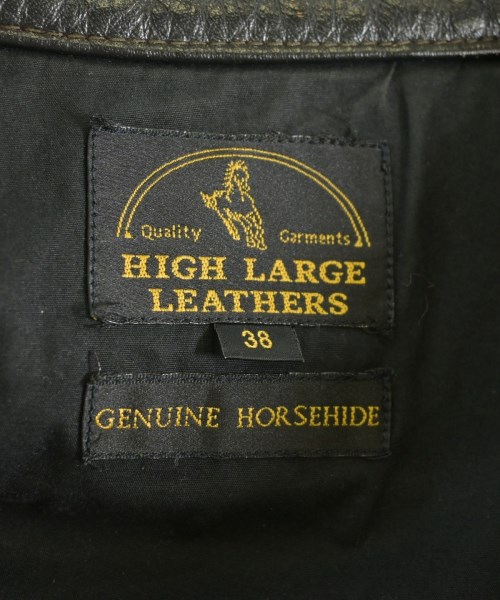 Quality Garments
HIGH LARGE
LEATHERS
38
GENUINE HORSEHIDE